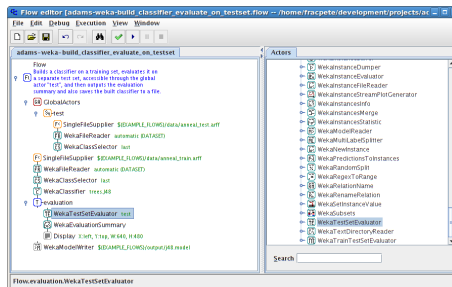 Flow editor [adams-weka-build_classifier_evaluate_on_testset.flow -- /home/fracpete/development/projects/ac
File Edit Debug Execution View Window
adams-weka-build_classifier_evaluate_on_testset
Flow
Builds a classifier on a training set, evaluates it on
a separate test set, accessible through the global
actor "test", and then outputs the evaluation
summary and also saves the built classifier to a file.
GlobalActors
test
SingleFileSupplier ${EXAMPLE_FLOWS}/data/anneal_test.arff
WekaFileReader automatic (DATASET)
WekaClassSelector last
SingleFileSupplier ${EXAMPLE_FLOWS}/data/anneal_train.arff
WekaFileReader automatic (DATASET)
WekaClassSelector last
WekaClassifier trees.J48
evaluation
WekaTestSetEvaluator test
WekaEvaluationSummary
Display X:left, Y:top, W:640, H:480
WekaModelWriter ${EXAMPLE_FLOWS}/output/j48.model
Actors
WekaInstanceDumper
WekaInstanceEvaluator
WekaInstanceFileReader
WekaInstanceStreamPlotGenerator
WekaInstancesInfo
WekaInstancesMerge
WekaInstancesStatistic
WekaModelReader
WekaMultiLabelSplitter
WekaNewInstance
WekaPredictionsToInstances
WekaRandomSplit
WekaRegexToRange
WekaRelationName
WekaRenameRelation
WekaSetInstanceValue
WekaSubsets
WekaTestSetEvaluator
WekaTextDirectoryReader
WekaTrainTestSetEvaluator
Search
Flow.evaluation.WekaTestSetEvaluator